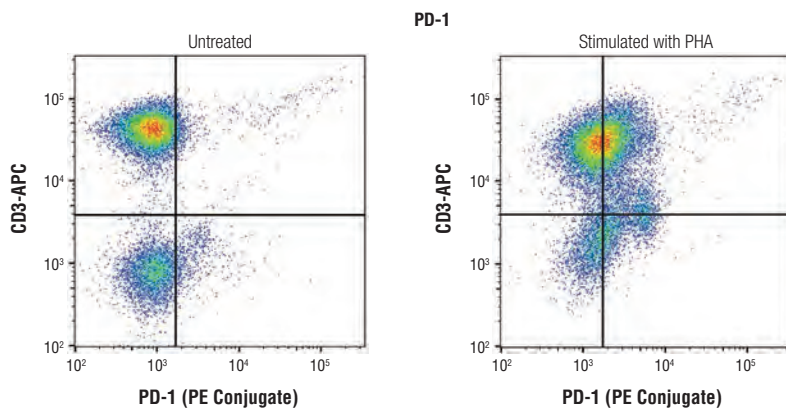 PD-1
Untreated
Stimulated with PHA
CD3-APC
10⁵
10⁴
10³
10²
10² 10³ 10⁴ 10⁵
PD-1 (PE Conjugate)
CD3-APC
10⁵
10⁴
10³
10²
10² 10³ 10⁴ 10⁵
PD-1 (PE Conjugate)